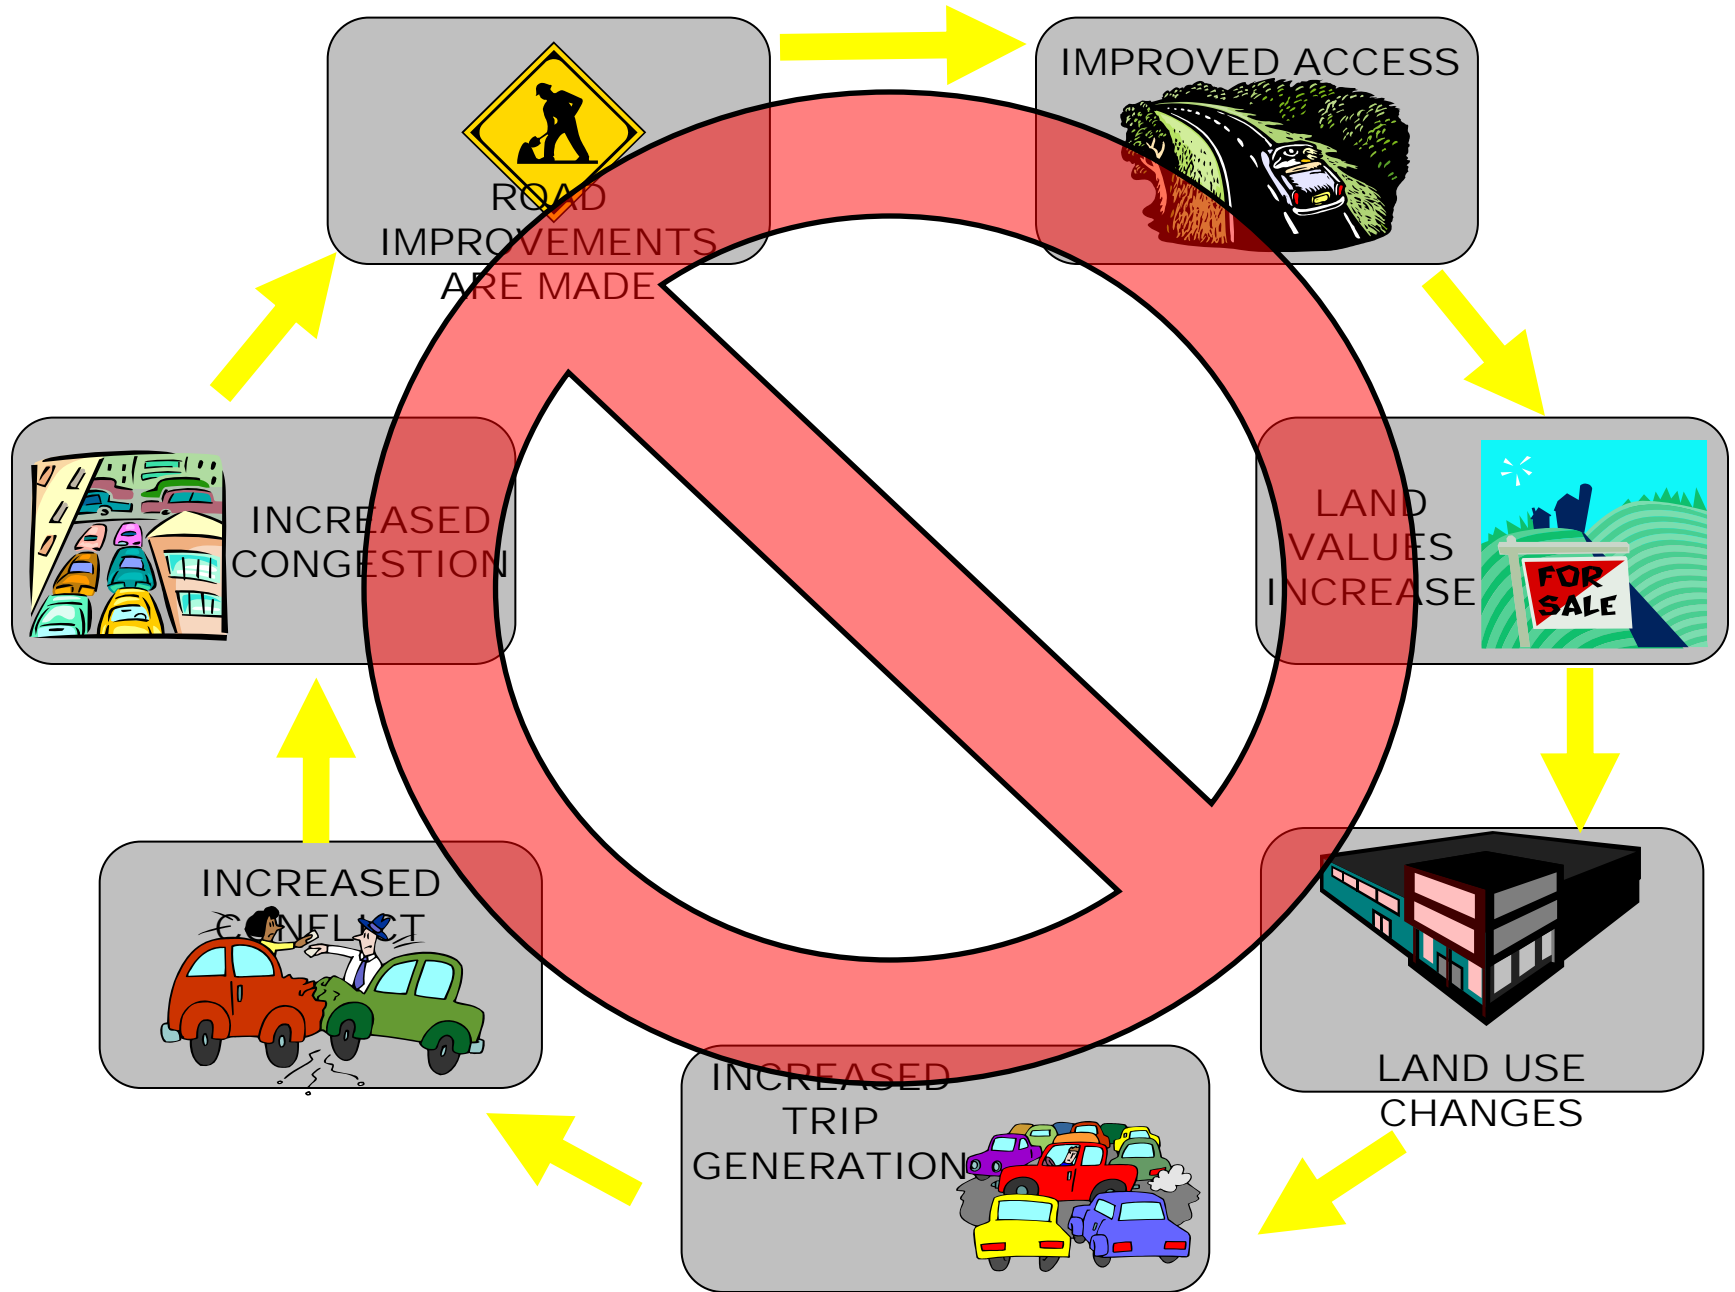 ROAD
IMPROVEMENTS
ARE MADE
IMPROVED ACCESS
LAND
VALUES
INCREASE
FOR
SALE
LAND USE
CHANGES
INCREASED
TRIP
GENERATION
INCREASED
CONFLICT
INCREASED
CONGESTION